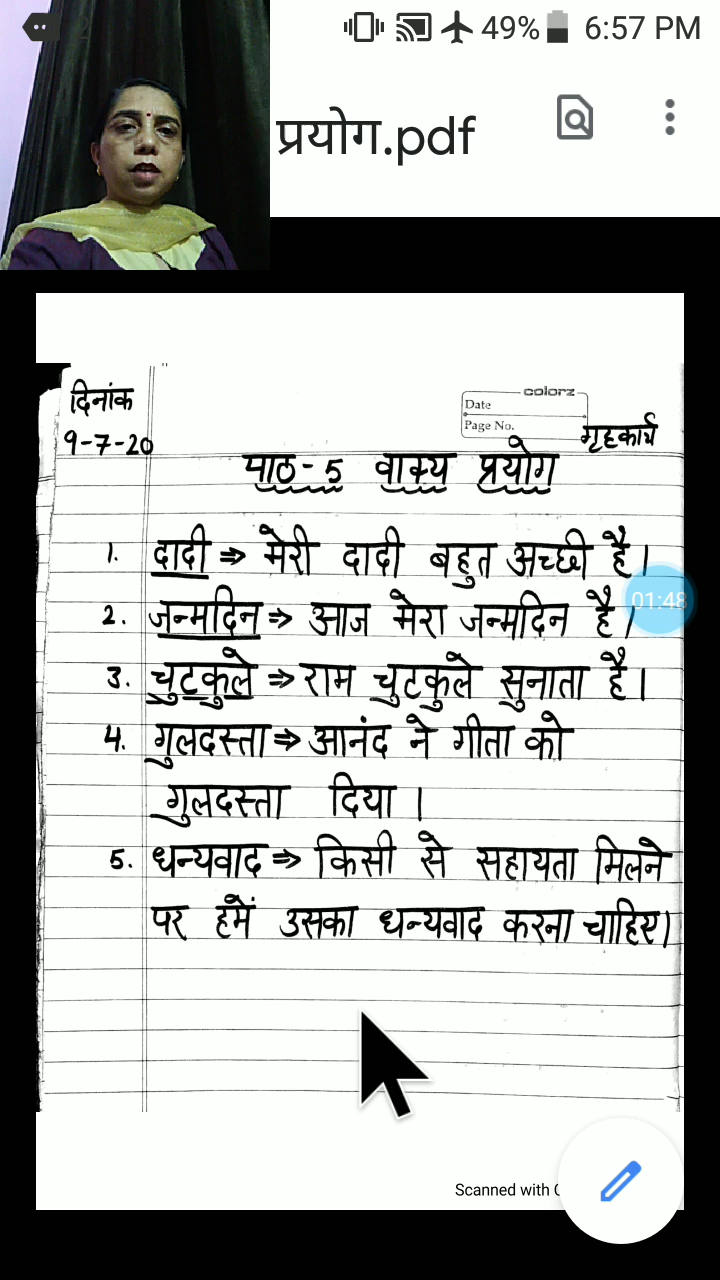 49% 6:57 PM
प्रयोग.pdf
दिनांक
9-7-20
colorz
Date
Page No.
गृहकार्य
पाठ-5 वाक्य प्रयोग
1. दादी ⇒ मेरी दादी बहुत अच्छी है।
01:48
2. जन्मदिन ⇒ आज मेरा जन्मदिन है।
3. चुटकुले ⇒ राम चुटकुले सुनाता है।
4. गुलदस्ता ⇒ आनंद ने गीता को
गुलदस्ता दिया।
5. धन्यवाद ⇒ किसी से सहायता मिलने
पर हमें उसका धन्यवाद करना चाहिए।
Scanned with